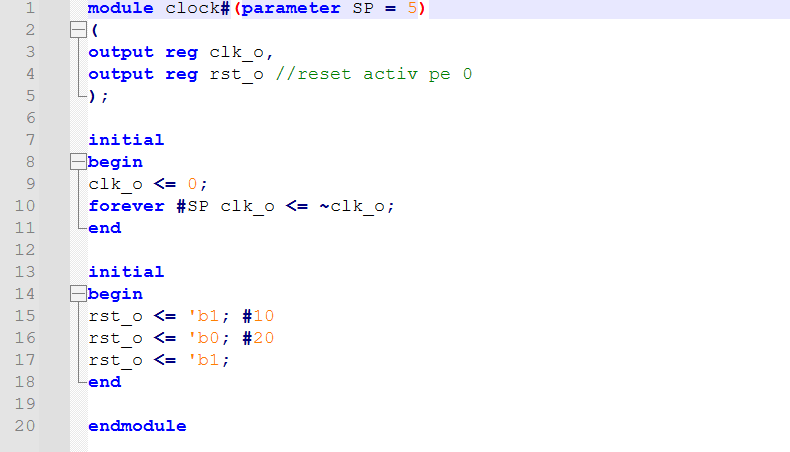 1 module clock#(parameter SP = 5)
2 (
3 output reg clk_o,
4 output reg rst_o //reset activ pe 0
5 );
6
7 initial
8 begin
9 clk_o <= 0;
10 forever #SP clk_o <= ~clk_o;
11 end
12
13 initial
14 begin
15 rst_o <= 'b1; #10
16 rst_o <= 'b0; #20
17 rst_o <= 'b1;
18 end
19
20 endmodule